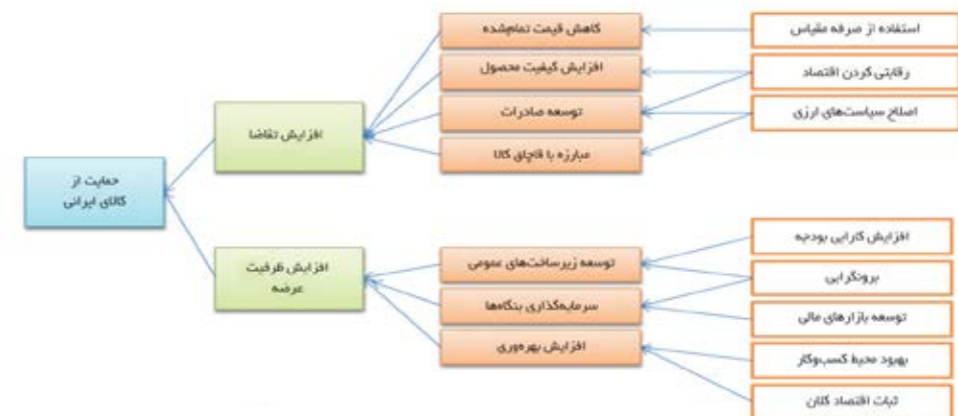 استفاده از صرفه مقیاس
رقابتی کردن اقتصاد
اصلاح سیاست‌های ارزی
کاهش قیمت تمام‌شده
افزایش کیفیت محصول
توسعه صادرات
مبارزه با قاچاق کالا
افزایش تقاضا
حمایت از
کالای ایرانی
افزایش ظرفیت
عرضه
توسعه زیرساخت‌های عمومی
سرمایه‌گذاری بنگاه‌ها
افزایش بهره‌وری
افزایش کارایی بودجه
برونگرایی
توسعه بازارهای مالی
بهبود محیط کسب‌وکار
ثبات اقتصاد کلان